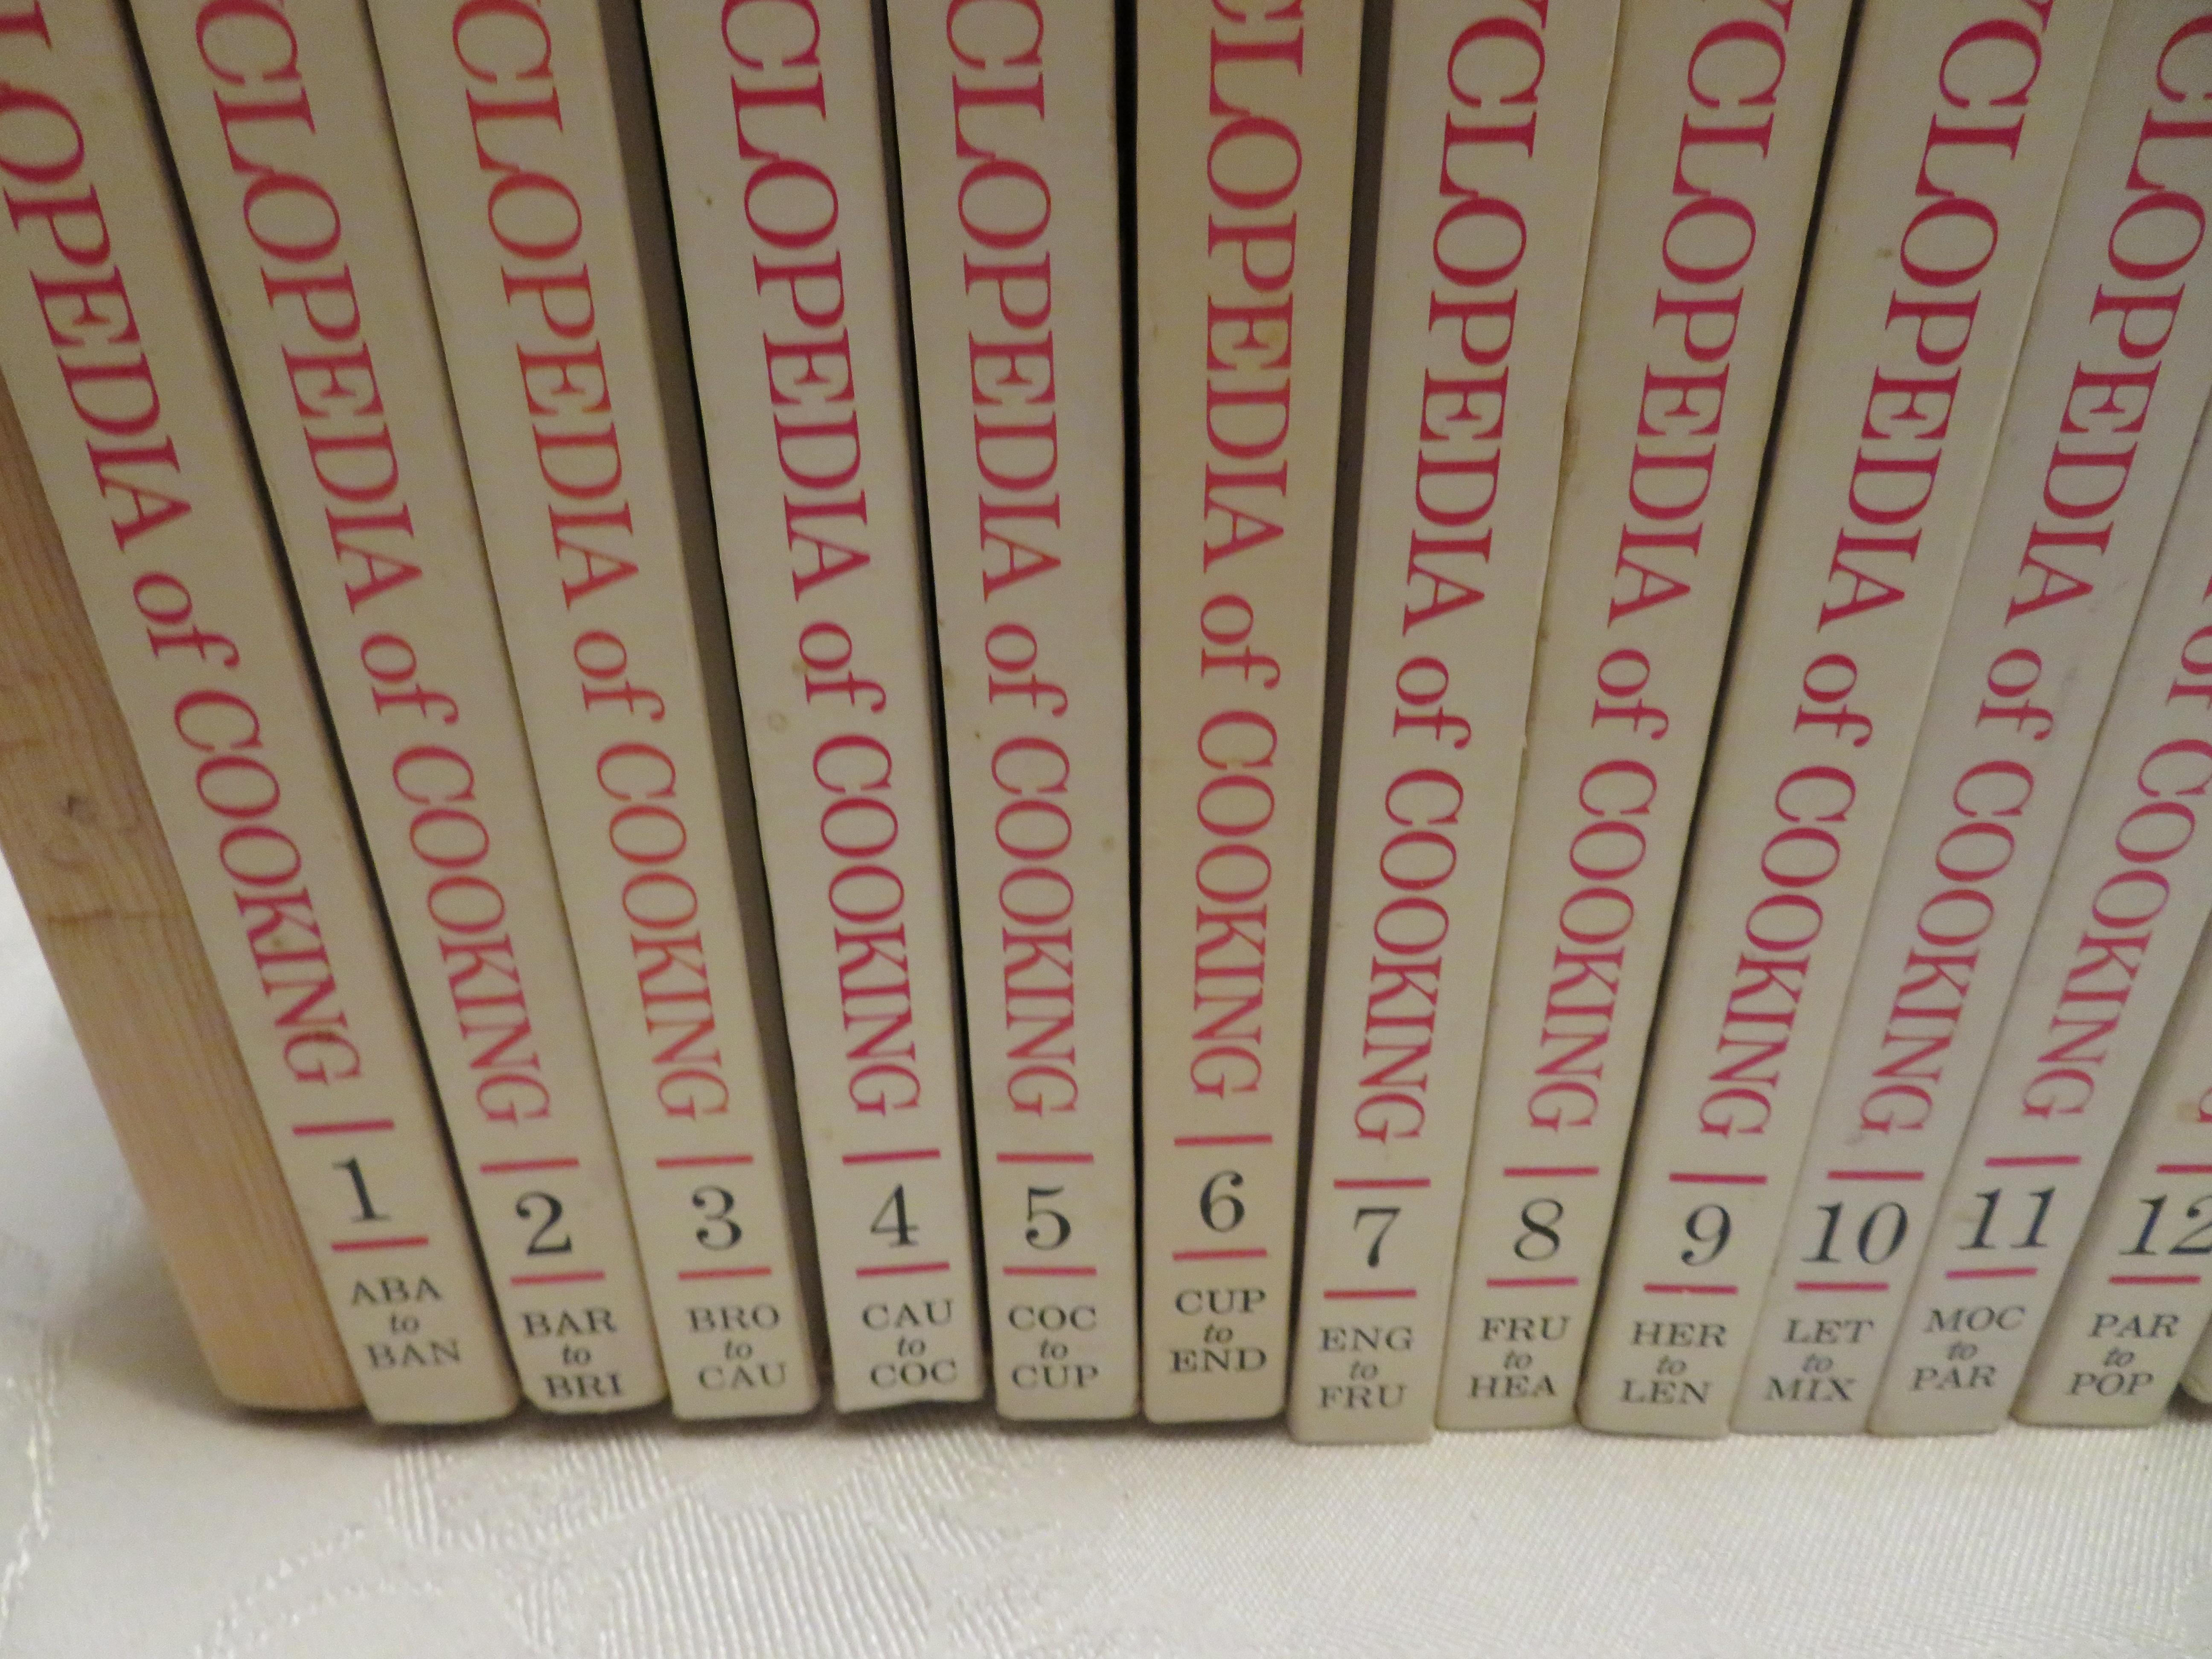 LOPEDIA of COOKING
1
ABA
to
BAN
CLOPEDIA of COOKING
2
BAR
to
BRI
CLOPEDIA of COOKING
3
BRO
to
CAU
CLOPEDIA of COOKING
4
CAU
to
COC
CLOPEDIA of COOKING
5
COC
to
CUP
CLOPEDIA of COOKING
6
CUP
to
END
YCLOPEDIA of COOKING
7
ENG
to
FRU
YCLOPEDIA of COOKING
8
FRU
to
HEA
YCLOPEDIA of COOKING
9
HER
to
LEN
CLOPEDIA of COOKING
10
LET
to
MIX
of COOKING
11
MOC
to
PAR
12
PAR
to
POP